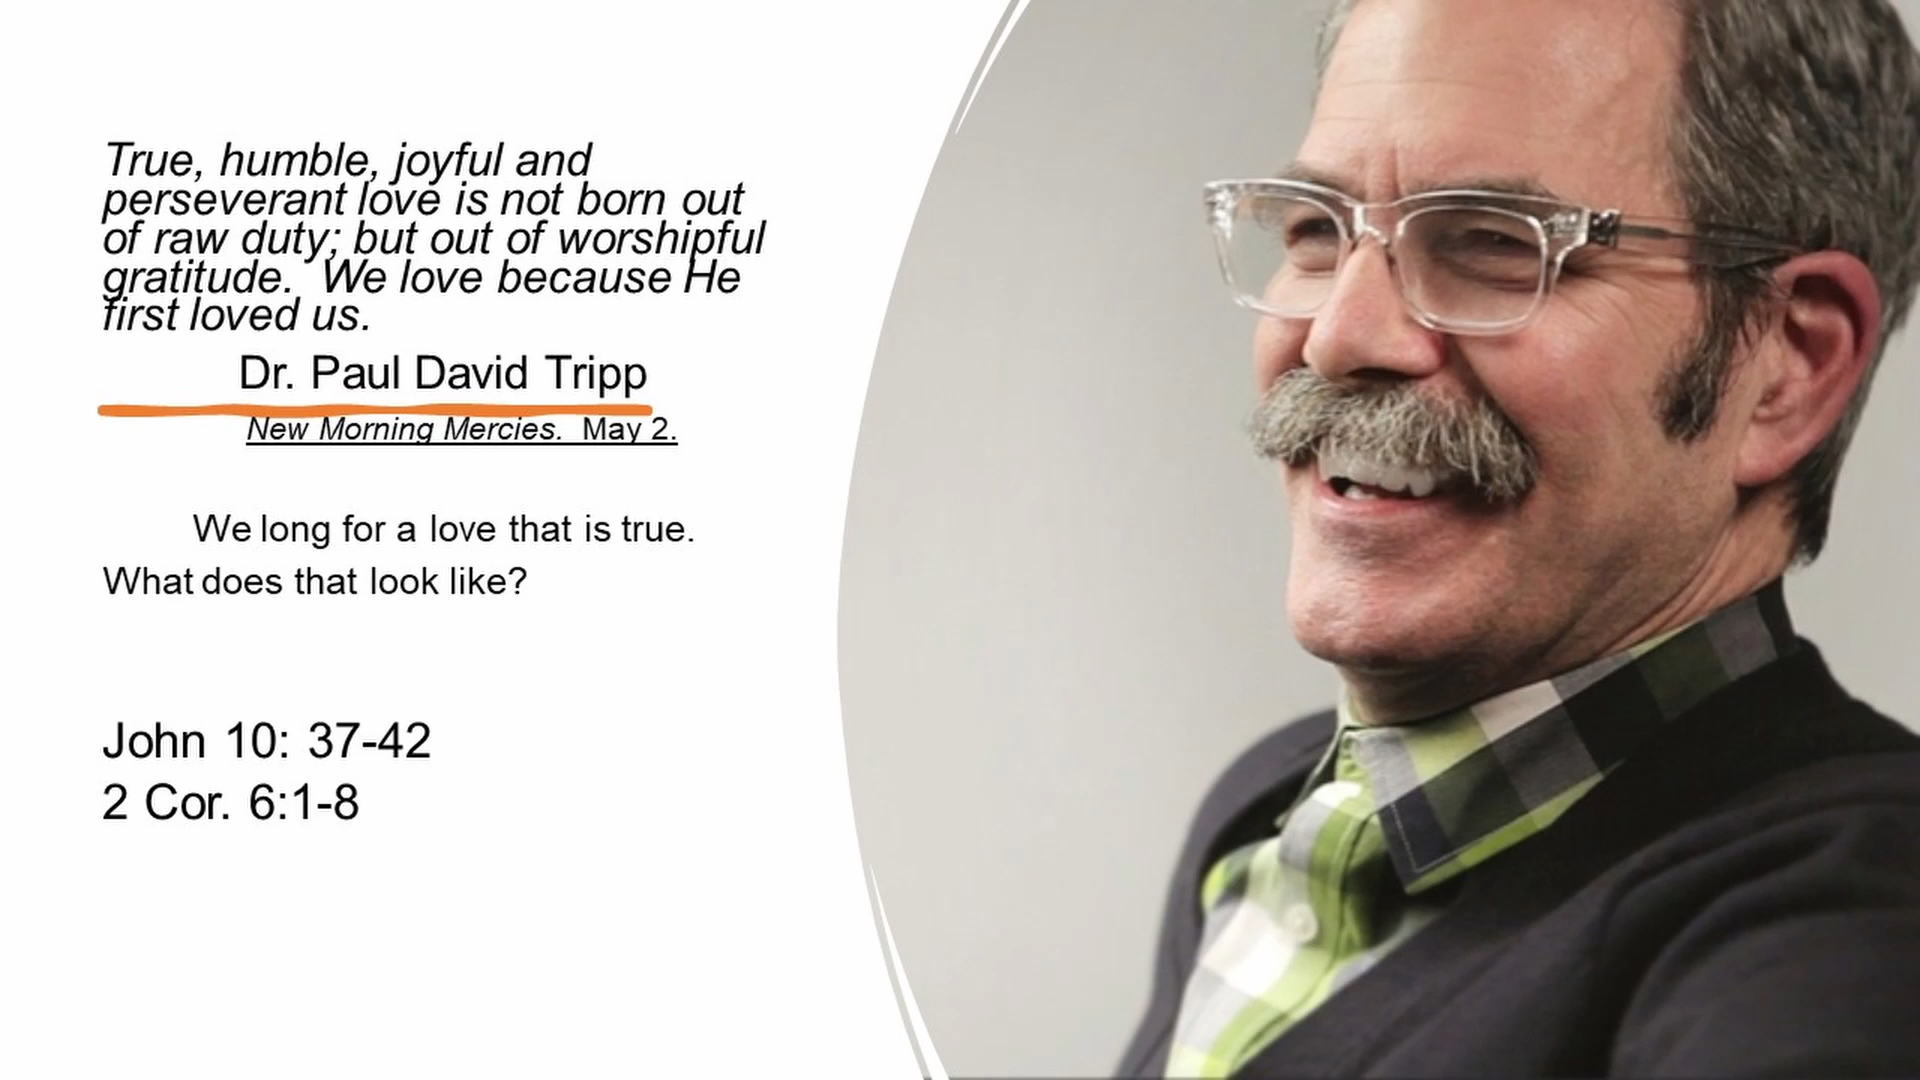 True, humble, joyful and
perseverant love is not born out
of raw duty; but out of worshipful
gratitude.  We love because He
first loved us.
Dr. Paul David Tripp
New Morning Mercies.  May 2.
We long for a love that is true.
What does that look like?
John 10: 37-42
2 Cor. 6:1-8